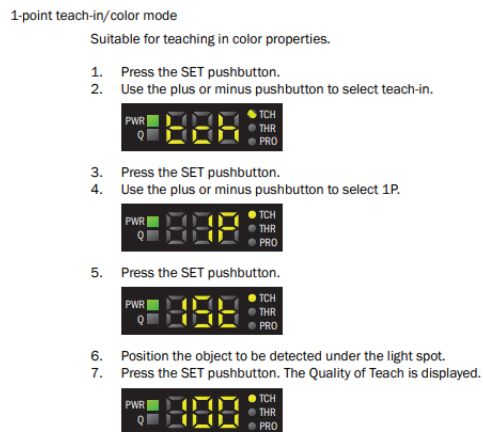 1-point teach-in/color mode
Suitable for teaching in color properties.
1. Press the SET pushbutton.
2. Use the plus or minus pushbutton to select teach-in.
PWR tch TCH
Q THR
PRO
3. Press the SET pushbutton.
4. Use the plus or minus pushbutton to select 1P.
PWR 1P TCH
Q THR
PRO
5. Press the SET pushbutton.
PWR 1St TCH
Q THR
PRO
6. Position the object to be detected under the light spot.
7. Press the SET pushbutton. The Quality of Teach is displayed.
PWR 100 TCH
Q THR
PRO